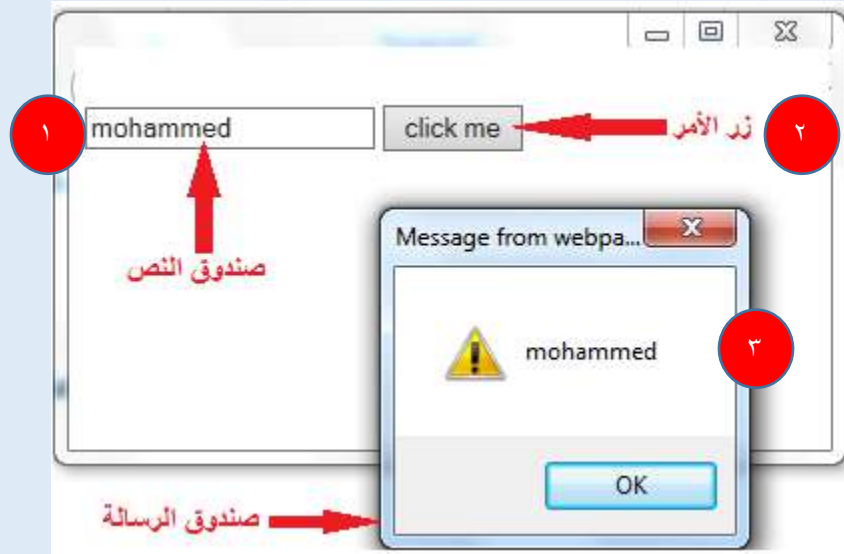 ١
mohammed
click me
زر الأمر
٢
صندوق النص
Message from webpa...
mohammed
٣
OK
صندوق الرسالة